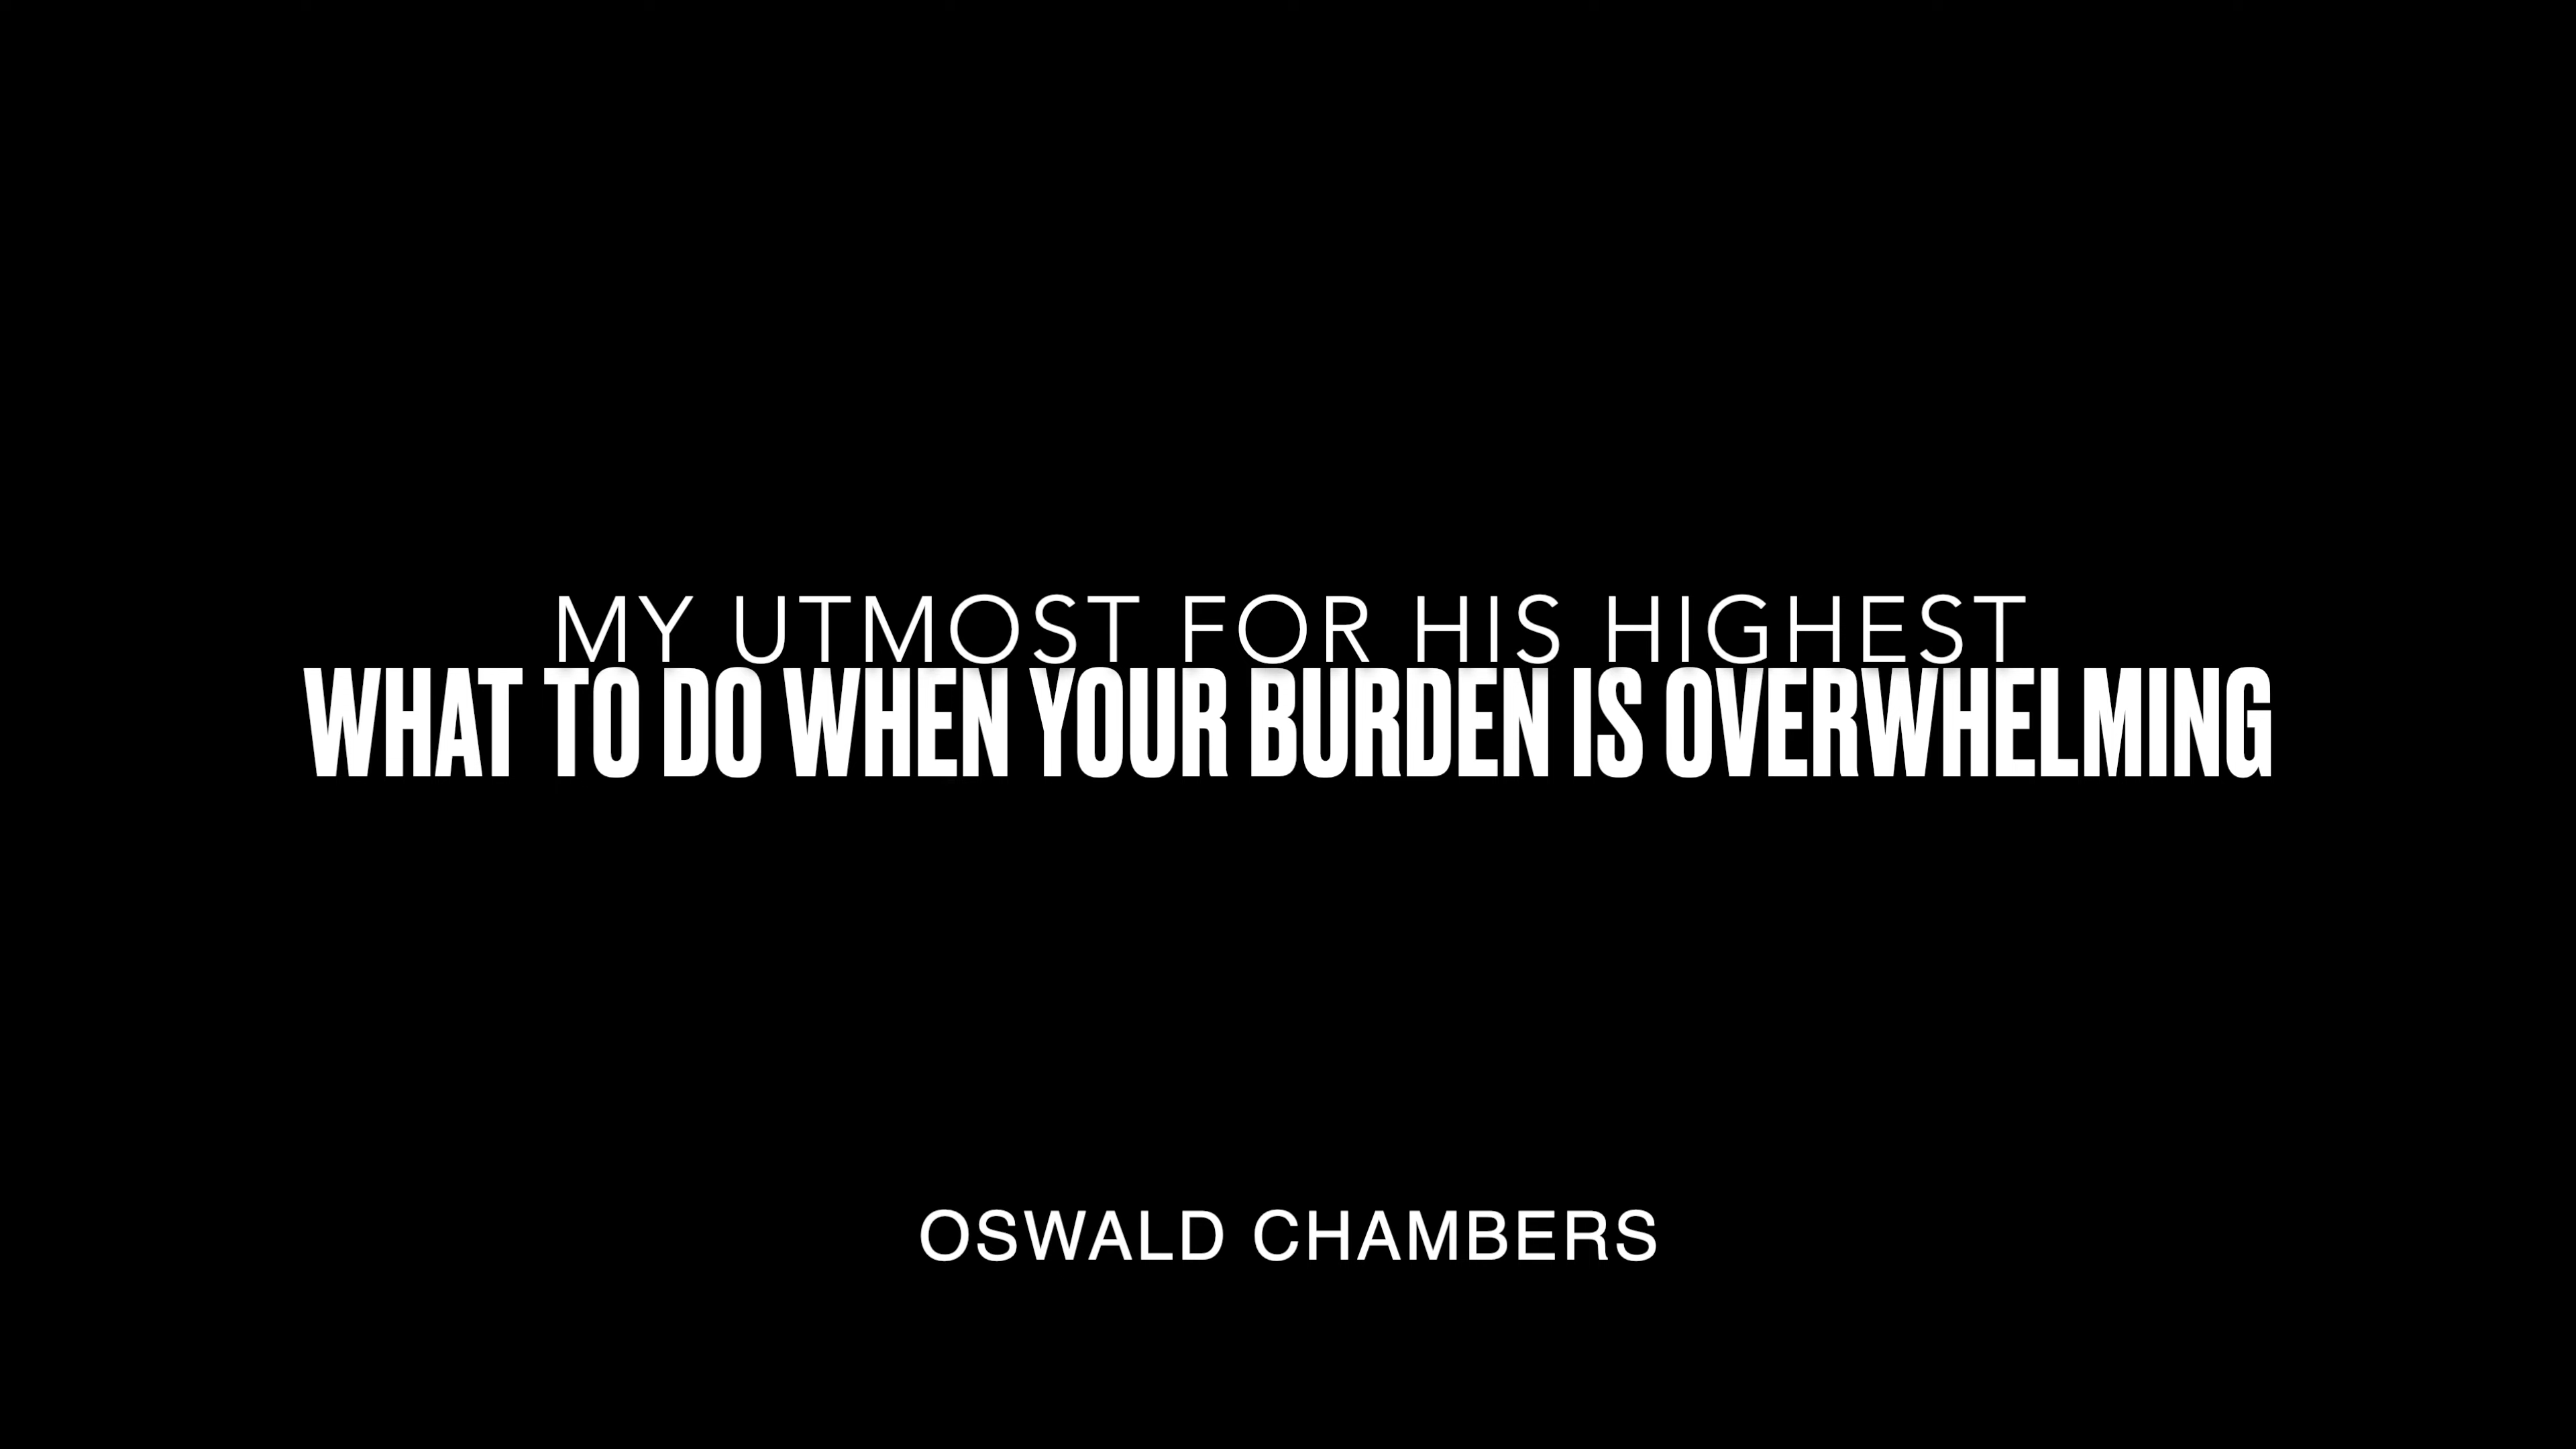 MY UTMOST FOR HIS HIGHEST
WHAT TO DO WHEN YOUR BURDEN IS OVERWHELMING
OSWALD CHAMBERS